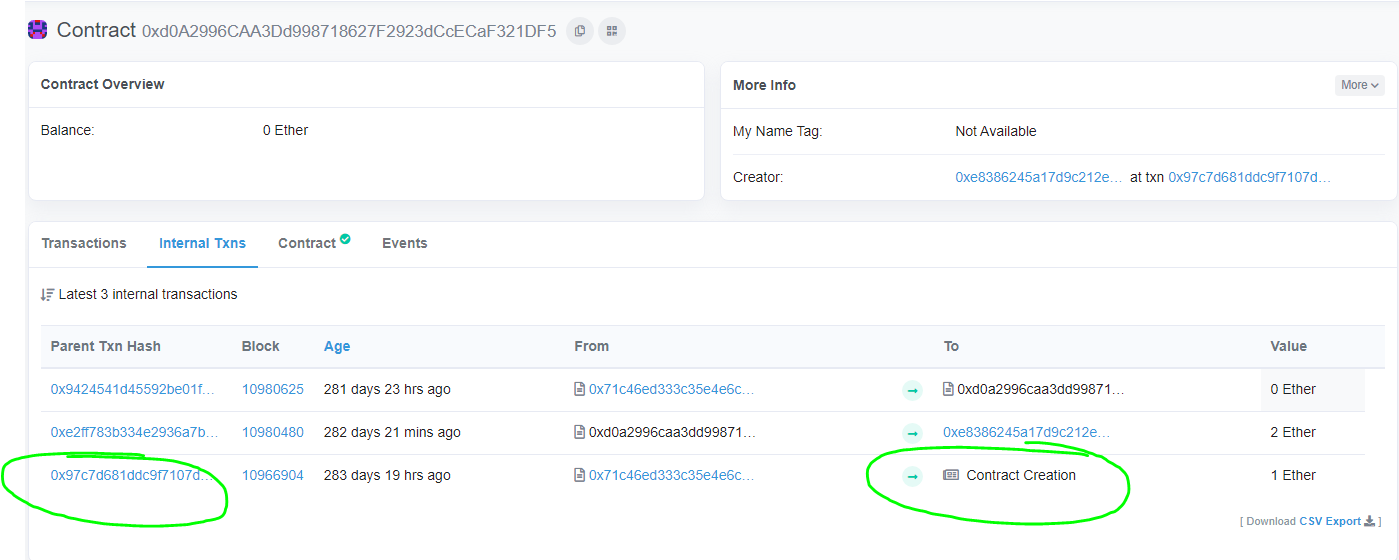 Contract 0xd0A2996CAA3Dd998718627F2923dCcECaF321DF5
Contract Overview
Balance: 0 Ether
More Info More
My Name Tag: Not Available
Creator: 0xe8386245a17d9c212e... at txn 0x97c7d681ddc9f7107d...
Transactions Internal Txns Contract Events
Latest 3 internal transactions
Parent Txn Hash Block Age From To Value
0x9424541d45592be01f... 10980625 281 days 23 hrs ago 0x71c46ed333c35e4e6c... 0xd0a2996caa3dd99871... 0 Ether
0xe2ff783b334e2936a7b... 10980480 282 days 21 mins ago 0xd0a2996caa3dd99871... 0xe8386245a17d9c212e... 2 Ether
0x97c7d681ddc9f7107d... 10966904 283 days 19 hrs ago 0x71c46ed333c35e4e6c... Contract Creation 1 Ether
[ Download CSV Export ]